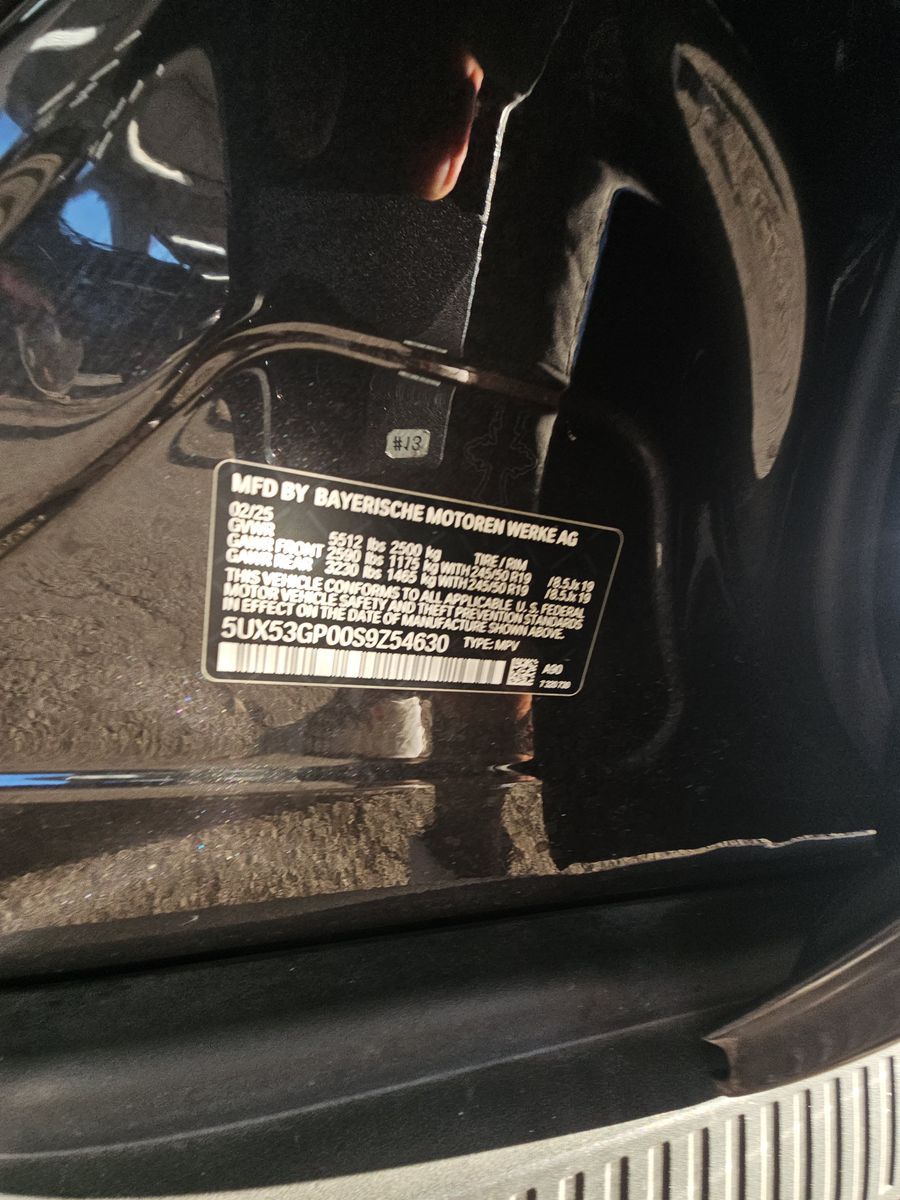 #13
MFD BY BAYERISCHE MOTOREN WERKE AG
02/25
GVWR 5512 lbs 2500 kg TIRE / RIM
GAWR FRONT 2590 lbs 1175 kg WITH 245/50 R19 /8.5Jx19
GAWR REAR 3230 lbs 1465 kg WITH 245/50 R19 /8.5Jx19
THIS VEHICLE CONFORMS TO ALL APPLICABLE U. S. FEDERAL
MOTOR VEHICLE SAFETY AND THEFT PREVENTION STANDARDS
IN EFFECT ON THE DATE OF MANUFACTURE SHOWN ABOVE.
5UX53GP00S9Z54630 TYPE: MPV
A90